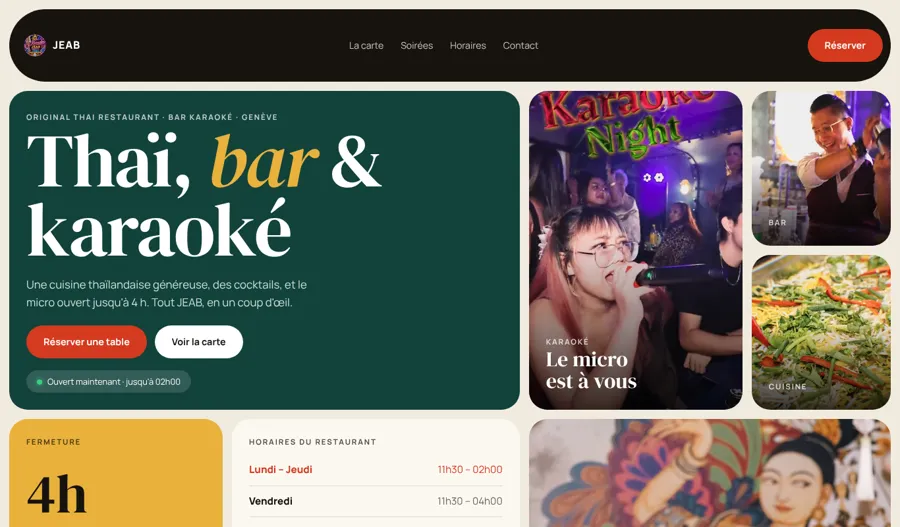 JEAB
La carte
Soirées
Horaires
Contact
Réserver
ORIGINAL THAI RESTAURANT · BAR KARAOKÉ · GENÈVE
Thaï, bar &
karaoké
Une cuisine thaïlandaise généreuse, des cocktails, et le
micro ouvert jusqu'à 4 h. Tout JEAB, en un coup d'œil.
Réserver une table
Voir la carte
Ouvert maintenant · jusqu'à 02h00
Karaoke
Night
KARAOKÉ
Le micro
est à vous
BAR
CUISINE
FERMETURE
4h
HORAIRES DU RESTAURANT
Lundi – Jeudi
11h30 – 02h00
Vendredi
11h30 – 04h00